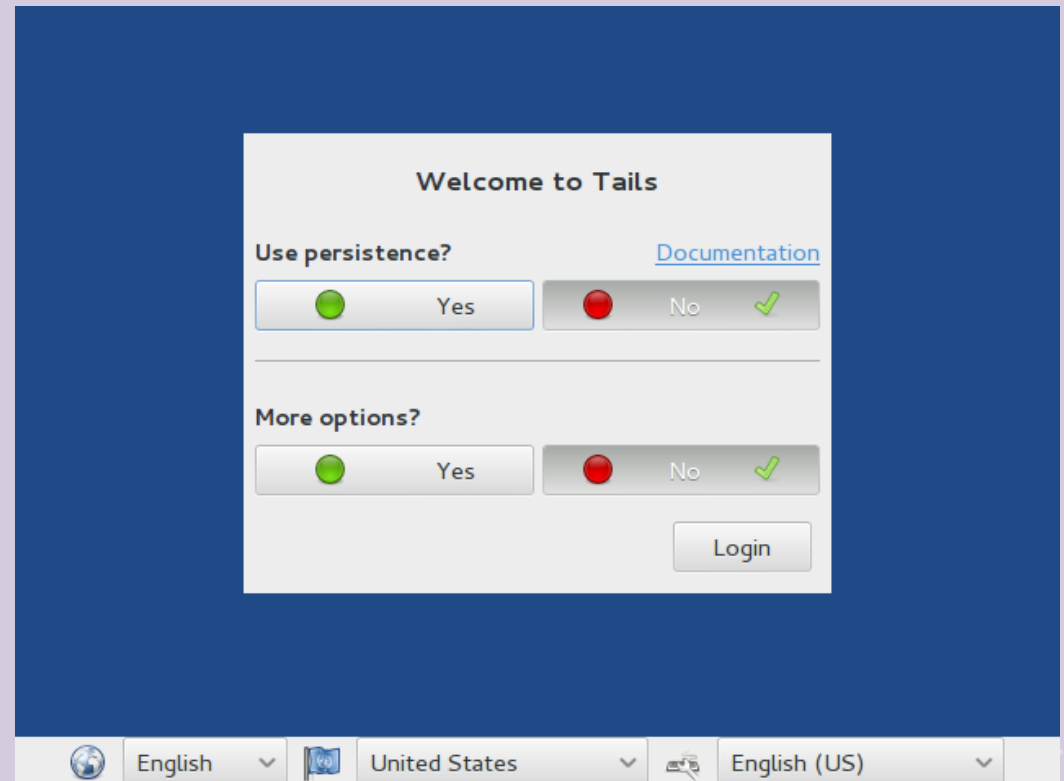 Welcome to Tails
Use persistence? Documentation
Yes No
More options?
Yes No
Login
English United States English (US)